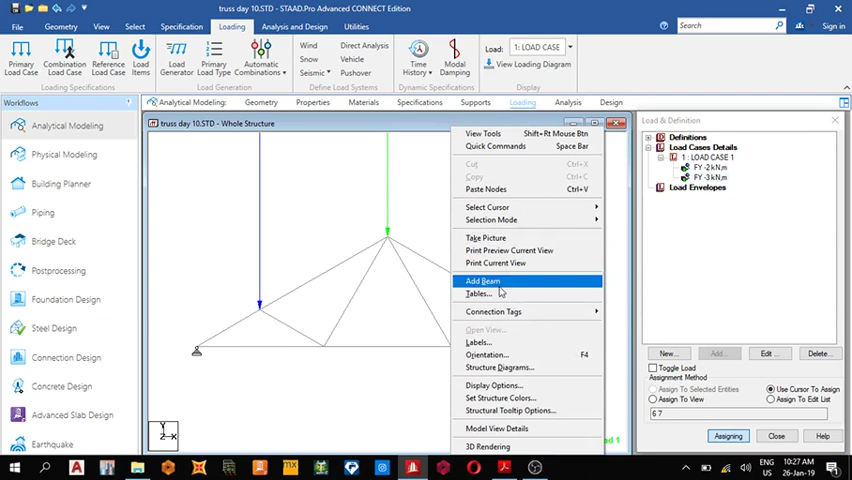 truss day 10.STD - STAAD.Pro Advanced CONNECT Edition
File
Geometry
View
Select
Specification
Loading
Analysis and Design
Utilities
Search
Sign in
Primary Load Case
Combination Load Case
Reference Load Case
Load Items
Loading Specifications
Load Generator
Primary Load Type
Automatic Combinations
Load Generation
Wind
Snow
Seismic
Direct Analysis
Vehicle
Pushover
Define Load Systems
Time History
Modal Damping
Dynamic Specifications
Load: 1: LOAD CASE
View Loading Diagram
Display
Workflows
Analytical Modeling
Physical Modeling
Building Planner
Piping
Bridge Deck
Postprocessing
Foundation Design
Steel Design
Connection Design
Concrete Design
Advanced Slab Design
Earthquake
Analytical Modeling:
Geometry
Properties
Materials
Specifications
Supports
Loading
Analysis
Design
truss day 10.STD - Whole Structure
Y
Z
X
View Tools Shift+Rt Mouse Btn
Quick Commands Space Bar
Cut Ctrl+X
Copy Ctrl+C
Paste Nodes Ctrl+V
Select Cursor
Selection Mode
Take Picture
Print Preview Current View
Print Current View
Add Beam
Tables...
Connection Tags
Open View...
Labels...
Orientation... F4
Structure Diagrams...
Display Options...
Set Structure Colors...
Structural Tooltip Options...
Model View Details
3D Rendering
Load & Definition
Definitions
Load Cases Details
1 : LOAD CASE 1
FY -2 kN,m
FY -3 kN,m
Load Envelopes
New...
Add...
Edit ...
Delete...
Toggle Load
Assignment Method
Assign To Selected Entities
Use Cursor To Assign
Assign To View
Assign To Edit List
6 7
Assigning
Close
Help
ENG
US
10:27 AM
26-Jan-19